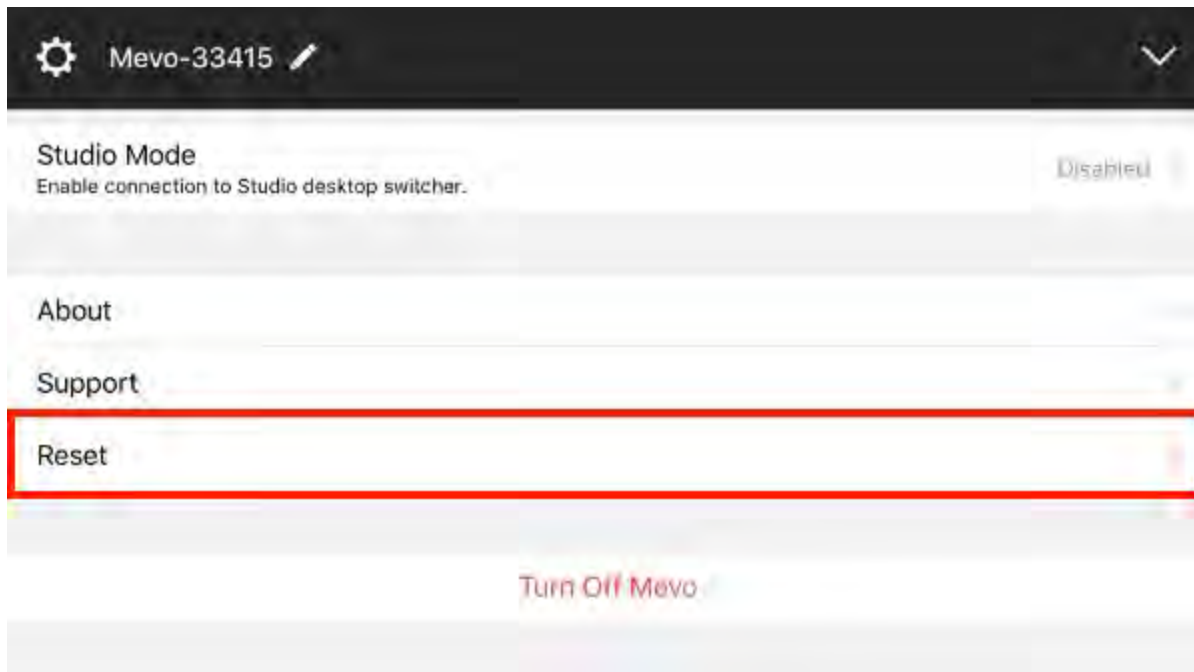 Mevo-33415
Studio Mode
Enable connection to Studio desktop switcher.
Disabled
About
Support
Reset
Turn Off Mevo